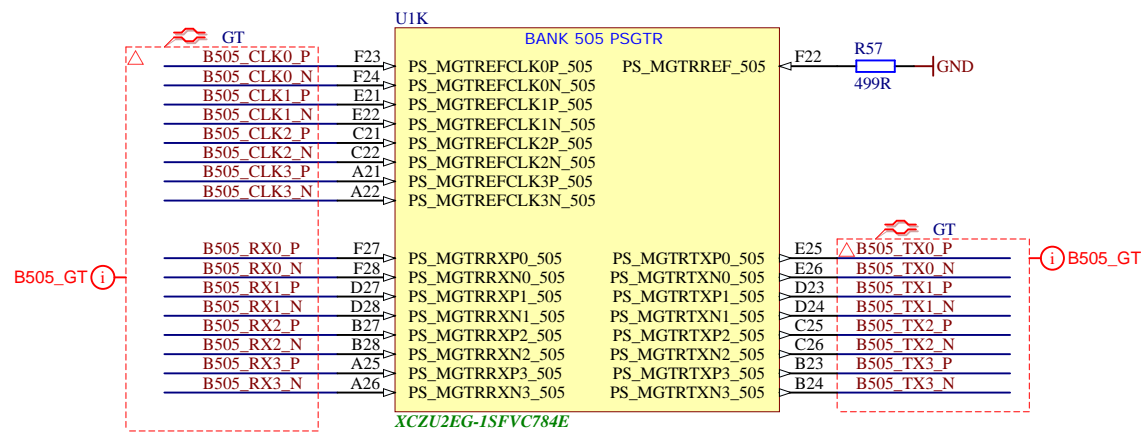 U1K
GT
BANK 505 PSGTR
B505_CLK0_P F23 PS_MGTREFCLK0P_505 PS_MGTRREF_505 F22 R57 499R GND
B505_CLK0_N F24 PS_MGTREFCLK0N_505
B505_CLK1_P E21 PS_MGTREFCLK1P_505
B505_CLK1_N E22 PS_MGTREFCLK1N_505
B505_CLK2_P C21 PS_MGTREFCLK2P_505
B505_CLK2_N C22 PS_MGTREFCLK2N_505
B505_CLK3_P A21 PS_MGTREFCLK3P_505
B505_CLK3_N A22 PS_MGTREFCLK3N_505
GT
B505_RX0_P F27 PS_MGTRRXP0_505 PS_MGTRTXP0_505 E25 B505_TX0_P
B505_GT i B505_RX0_N F28 PS_MGTRRXN0_505 PS_MGTRTXN0_505 E26 B505_TX0_N i B505_GT
B505_RX1_P D27 PS_MGTRRXP1_505 PS_MGTRTXP1_505 D23 B505_TX1_P
B505_RX1_N D28 PS_MGTRRXN1_505 PS_MGTRTXN1_505 D24 B505_TX1_N
B505_RX2_P B27 PS_MGTRRXP2_505 PS_MGTRTXP2_505 C25 B505_TX2_P
B505_RX2_N B28 PS_MGTRRXN2_505 PS_MGTRTXN2_505 C26 B505_TX2_N
B505_RX3_P A25 PS_MGTRRXP3_505 PS_MGTRTXP3_505 B23 B505_TX3_P
B505_RX3_N A26 PS_MGTRRXN3_505 PS_MGTRTXN3_505 B24 B505_TX3_N
XCZU2EG-1SFVC784E